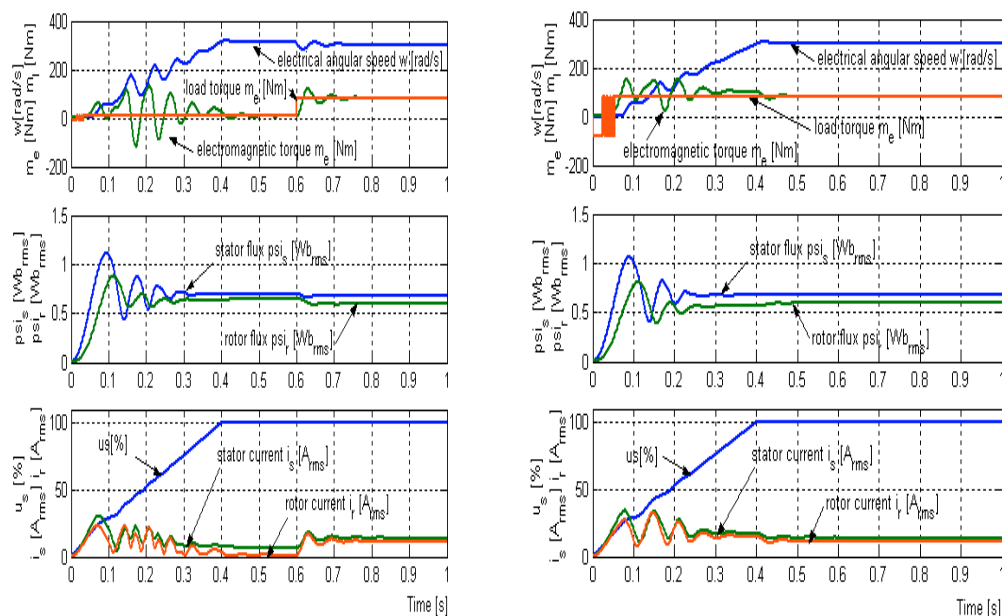 w[rad/s]
m_e [Nm] m_l [Nm]
400
200
0
-200
electrical angular speed w [rad/s]
load torque m_e [Nm]
electromagnetic torque m_e [Nm]
0 0.1 0.2 0.3 0.4 0.5 0.6 0.7 0.8 0.9 1
psi_s [Wb_rms]
psi_r [Wb_rms]
1.5
1
0.5
0
stator flux psi_s [Wb_rms]
rotor flux psi_r [Wb_rms]
0 0.1 0.2 0.3 0.4 0.5 0.6 0.7 0.8 0.9 1
u_s [%]
i_s [A_rms] i_r [A_rms]
100
50
0
us[%]
stator current i_s [A_rms]
rotor current i_r [A_rms]
0 0.1 0.2 0.3 0.4 0.5 0.6 0.7 0.8 0.9 1
Time [s]
w[rad/s]
m_e [Nm] m_l [Nm]
400
200
0
-200
electrical angular speed w [rad/s]
load torque m_e [Nm]
electromagnetic torque m_e [Nm]
0 0.1 0.2 0.3 0.4 0.5 0.6 0.7 0.8 0.9 1
psi_s [Wb_rms]
psi_r [Wb_rms]
1.5
1
0.5
0
stator flux psi_s [Wb_rms]
rotor flux psi_r [Wb_rms]
0 0.1 0.2 0.3 0.4 0.5 0.6 0.7 0.8 0.9 1
u_s [%]
i_s [A_rms] i_r [A_rms]
100
50
0
us[%]
stator current i_s [A_rms]
rotor current i_r [A_rms]
0 0.1 0.2 0.3 0.4 0.5 0.6 0.7 0.8 0.9 1
Time [s]